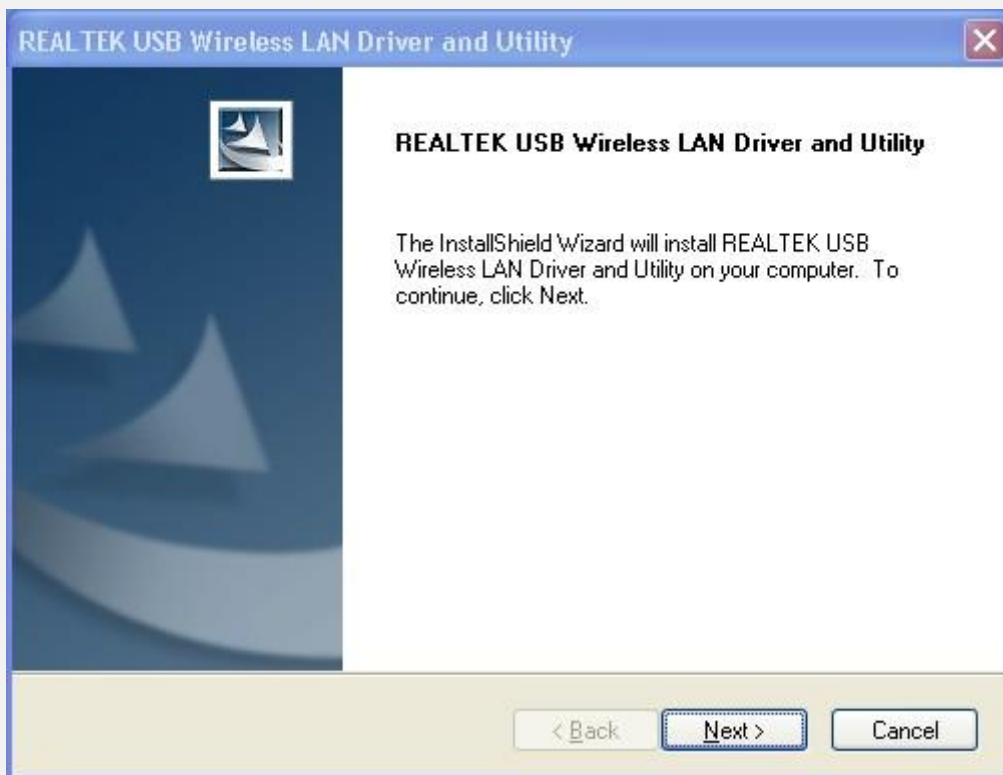 REALTEK USB Wireless LAN Driver and Utility
REALTEK USB Wireless LAN Driver and Utility
The InstallShield Wizard will install REALTEK USB
Wireless LAN Driver and Utility on your computer. To
continue, click Next.
< Back Next > Cancel